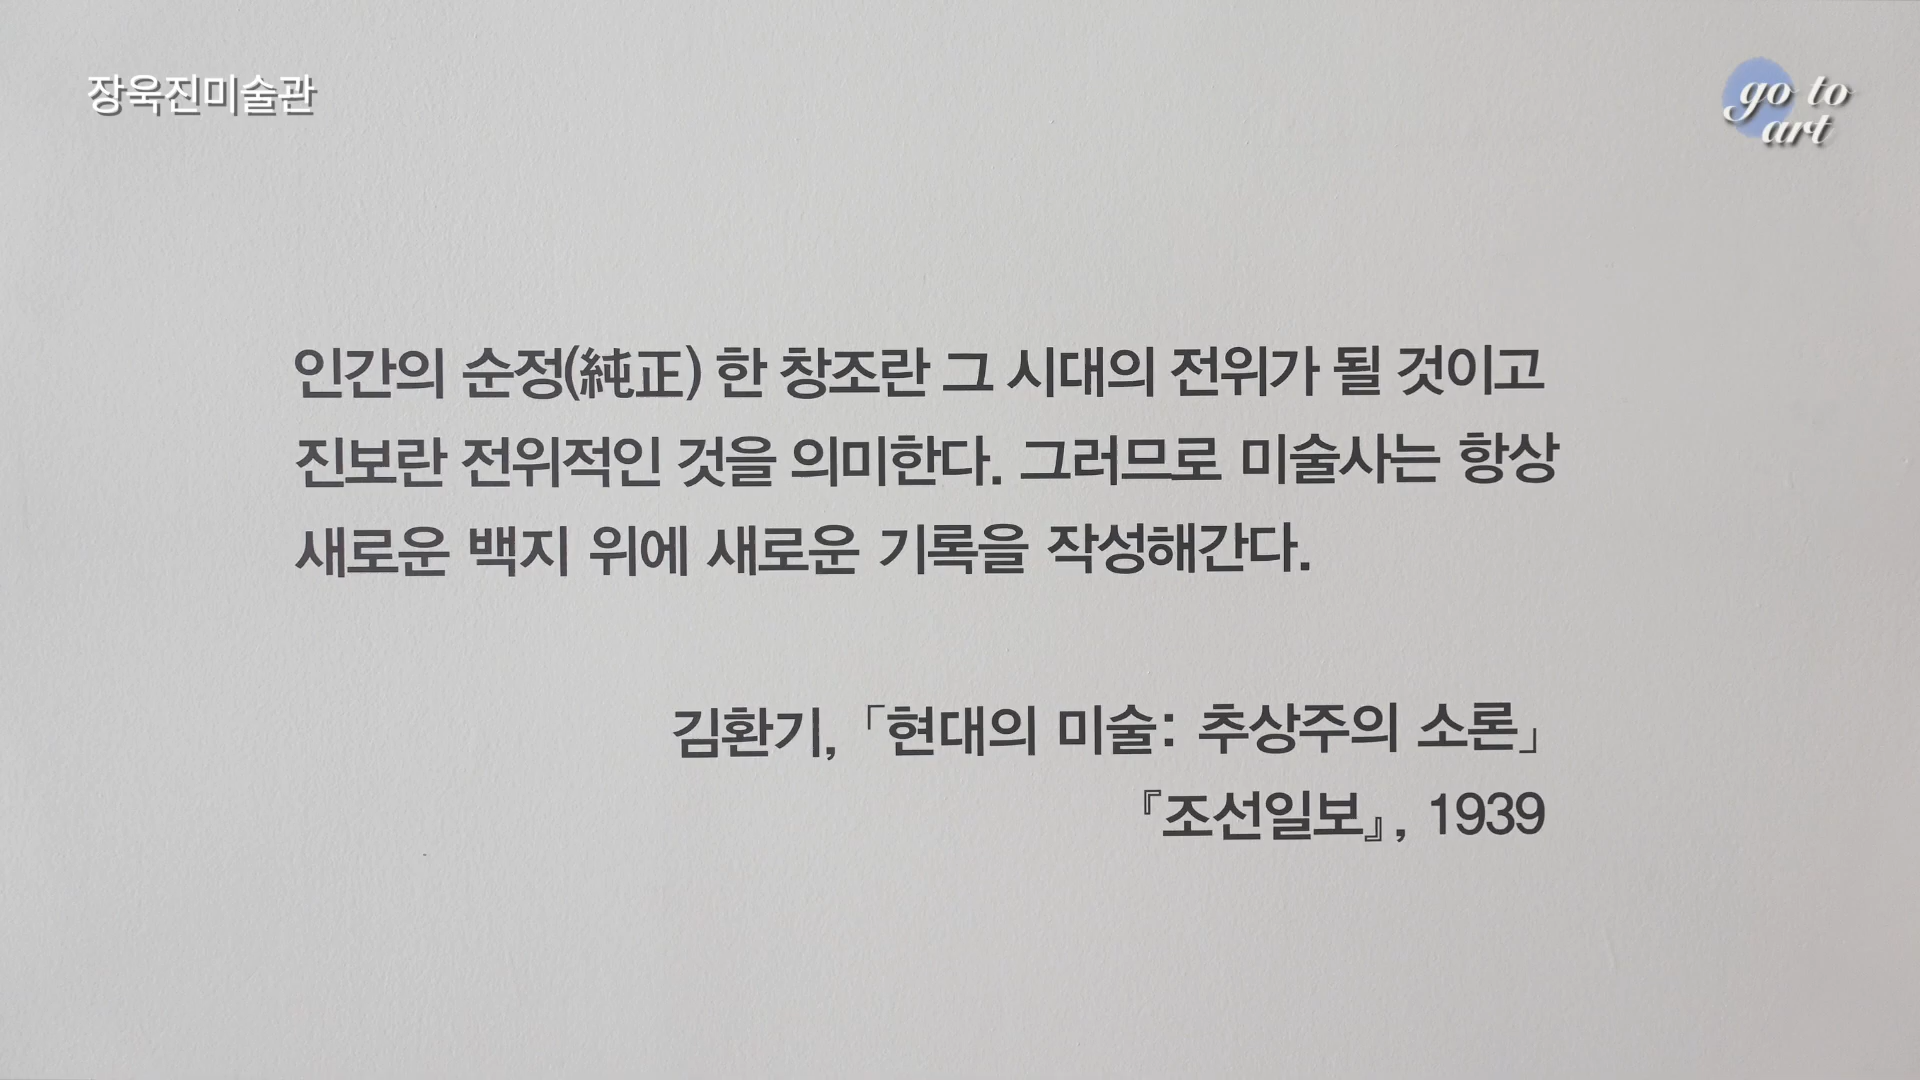 장욱진미술관
go to
art
인간의 순정(純正) 한 창조란 그 시대의 전위가 될 것이고
진보란 전위적인 것을 의미한다. 그러므로 미술사는 항상
새로운 백지 위에 새로운 기록을 작성해간다.
김환기, 「현대의 미술: 추상주의 소론」
『조선일보』, 1939